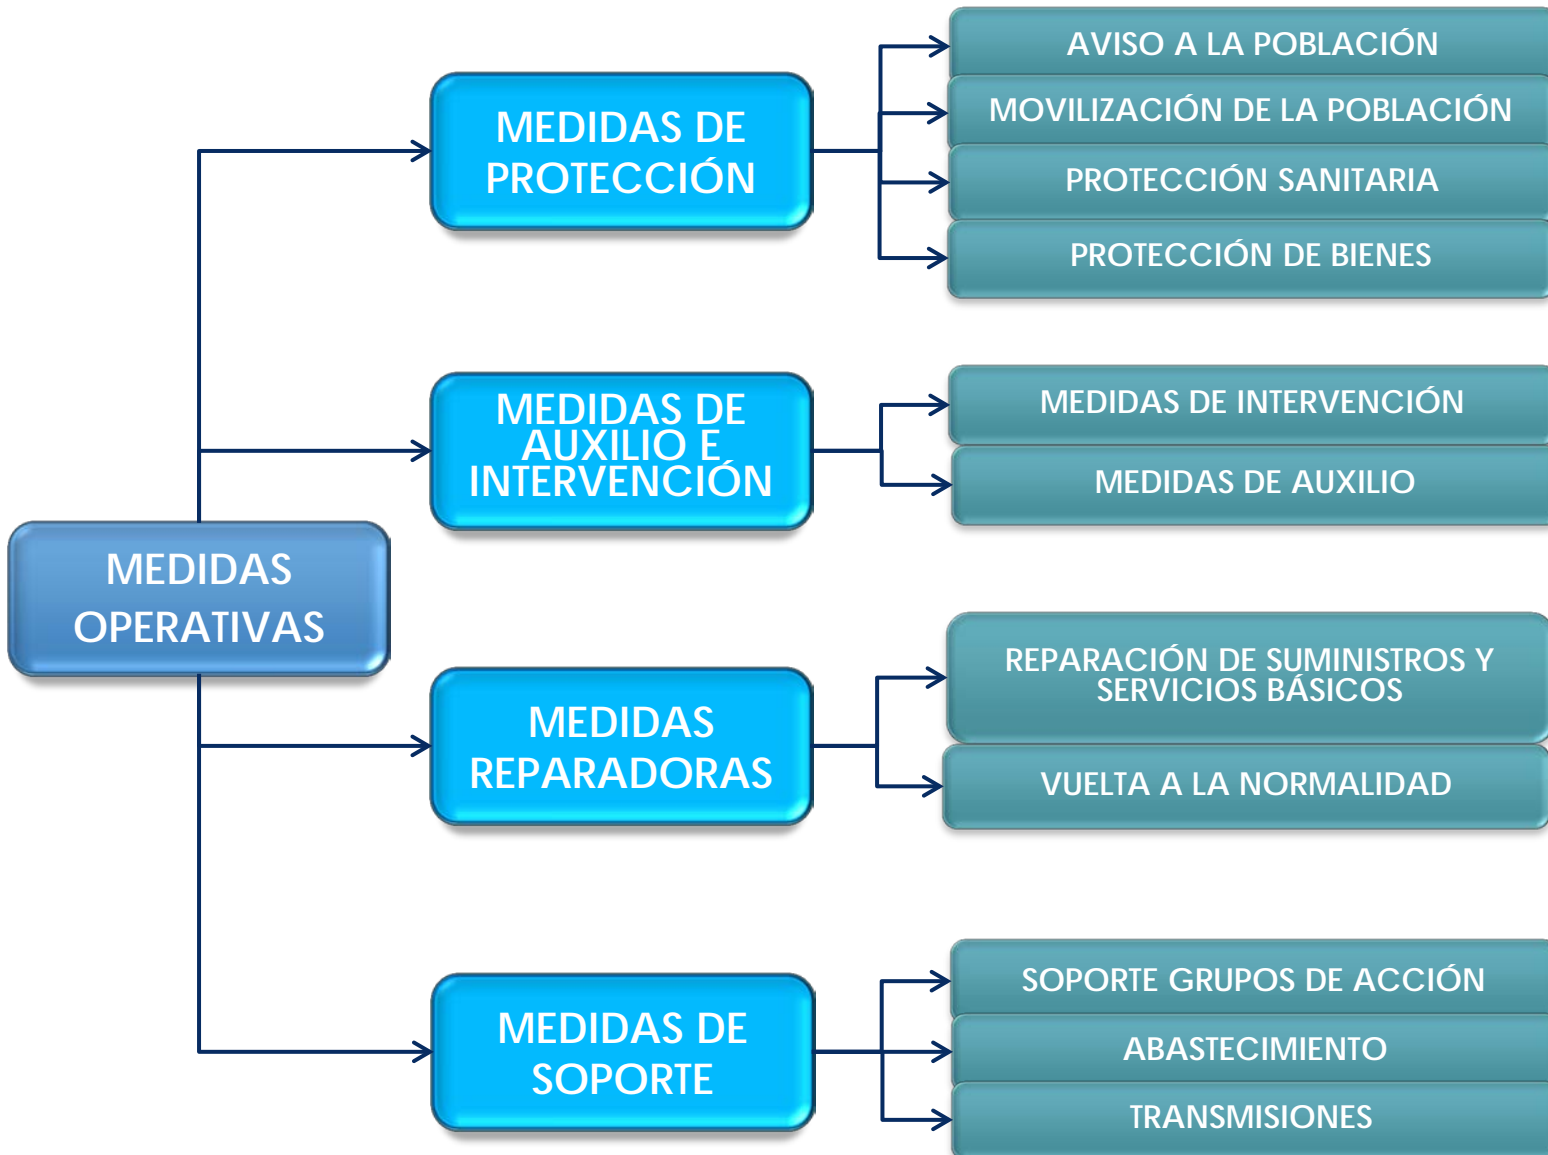 AVISO A LA POBLACIÓN
MOVILIZACIÓN DE LA POBLACIÓN
MEDIDAS DE
PROTECCIÓN
PROTECCIÓN SANITARIA
PROTECCIÓN DE BIENES
MEDIDAS DE
AUXILIO E
INTERVENCIÓN
MEDIDAS DE INTERVENCIÓN
MEDIDAS DE AUXILIO
MEDIDAS
OPERATIVAS
REPARACIÓN DE SUMINISTROS Y
SERVICIOS BÁSICOS
MEDIDAS
REPARADORAS
VUELTA A LA NORMALIDAD
SOPORTE GRUPOS DE ACCIÓN
MEDIDAS DE
SOPORTE
ABASTECIMIENTO
TRANSMISIONES